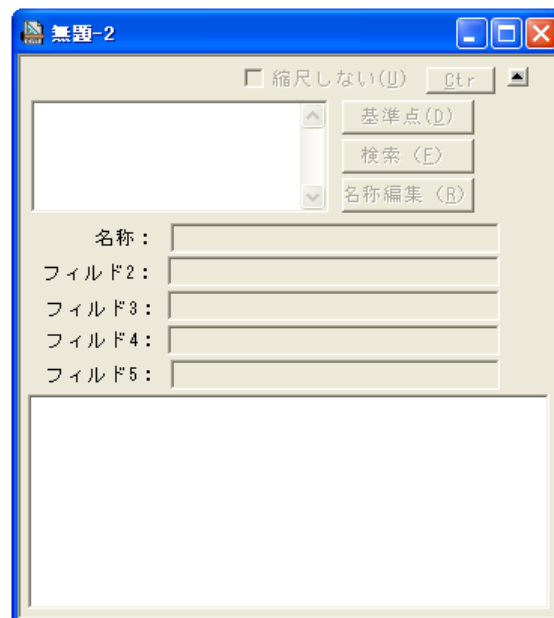 無題-2
縮尺しない(U) Ctr
基準点(D)
検索 (F)
名称編集 (R)
名称：
フィルド2：
フィルド3：
フィルド4：
フィルド5：